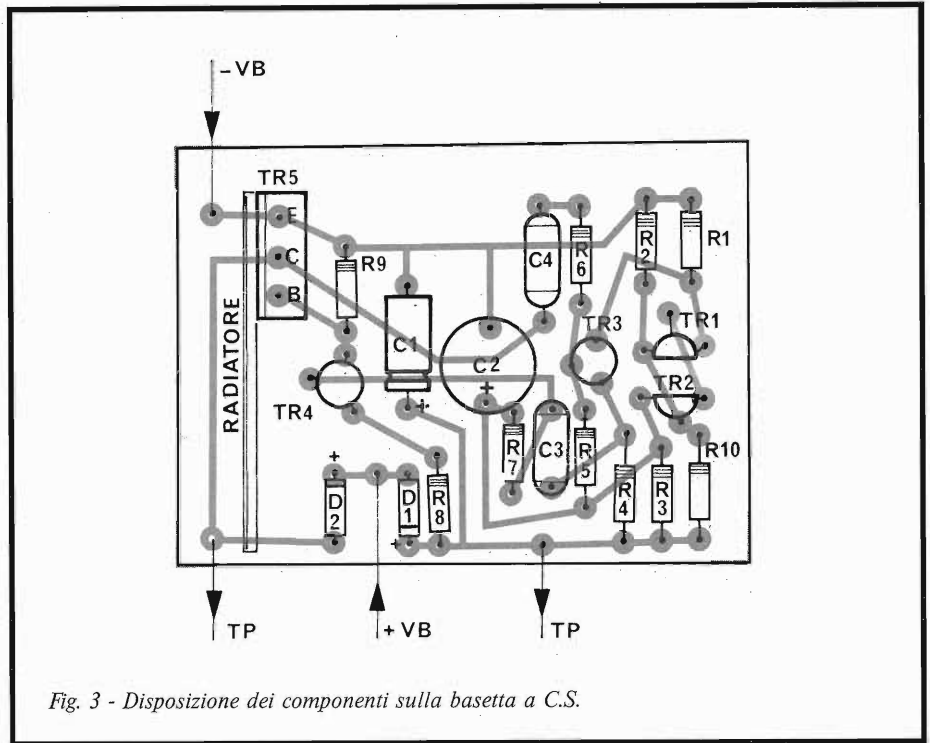 – VB
TR5
E
C
B
R9
C1
+
C2
+
C4
R6
R2
R1
TR3
TR1
TR2
RADIATORE
TR4
R7
C3
R5
R4
R3
R10
+
D2
D1
+
R8
TP
+ VB
TP
Fig. 3 - Disposizione dei componenti sulla basetta a C.S.